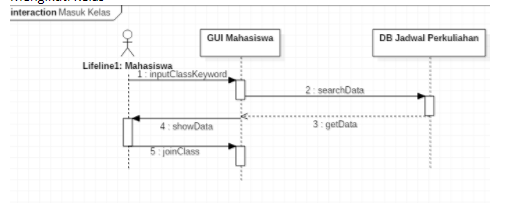 interaction Masuk Kelas
GUI Mahasiswa
DB Jadwal Perkuliahan
Lifeline1: Mahasiswa
1 : inputClassKeyword
2 : searchData
3 : getData
4 : showData
5 : joinClass